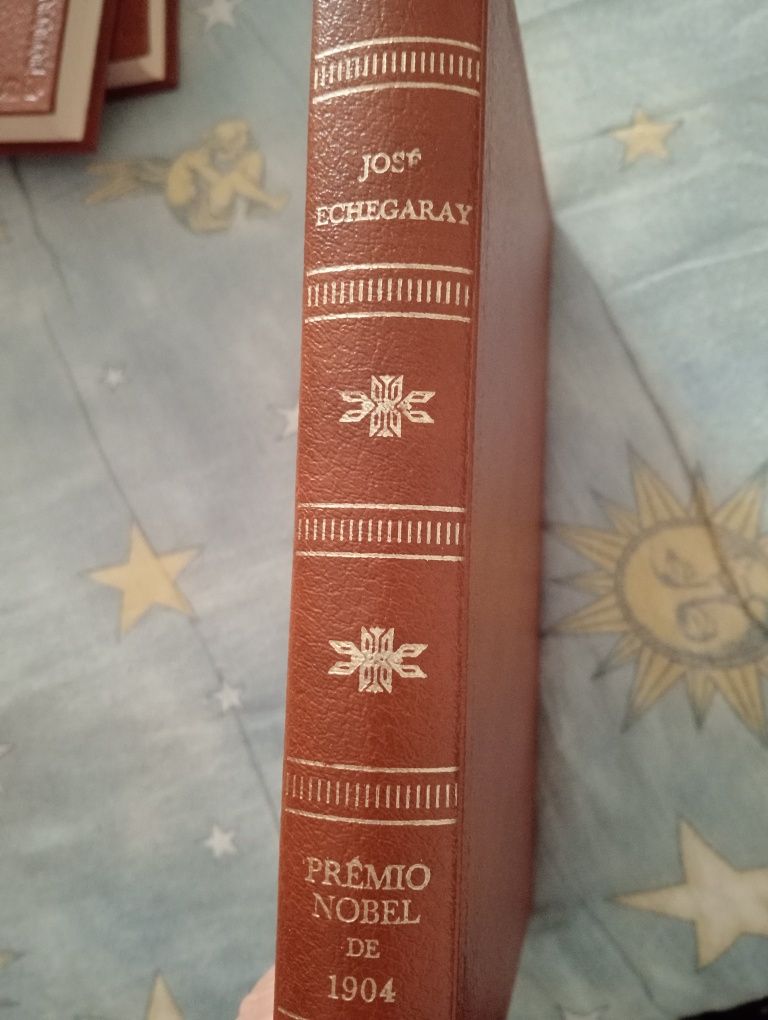 JOSÉ
ECHEGARAY
PRÉMIO
NOBEL
DE
1904